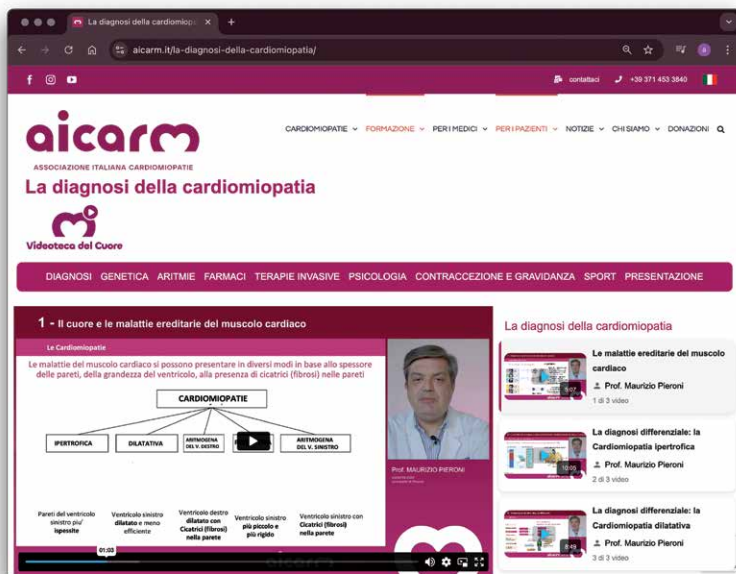 La diagnosi della cardiomiop
aicarm.it/la-diagnosi-della-cardiomiopatia/
a
contattaci
+39 371 453 3840
aicarm
ASSOCIAZIONE ITALIANA CARDIOMIOPATIE
CARDIOMIOPATIE FORMAZIONE PER I MEDICI PER I PAZIENTI NOTIZIE CHI SIAMO DONAZIONI
La diagnosi della cardiomiopatia
Videoteca del Cuore
DIAGNOSI GENETICA ARITMIE FARMACI TERAPIE INVASIVE PSICOLOGIA CONTRACCEZIONE E GRAVIDANZA SPORT PRESENTAZIONE
1 - Il cuore e le malattie ereditarie del muscolo cardiaco
Le Cardiomiopatie
Le malattie del muscolo cardiaco si possono presentare in diversi modi in base allo spessore
delle pareti, della grandezza del ventricolo, alla presenza di cicatrici (fibrosi) nelle pareti
CARDIOMIOPATIE
IPERTROFICA
DILATATIVA
ARITMOGENA
DEL V. DESTRO
ARITMOGENA
DEL V. SINISTRO
Pareti del ventricolo
sinistro piu'
ispessite
Ventricolo sinistro
dilatato e meno
efficiente
Ventricolo destro
dilatato con
Cicatrici (fibrosi)
nella parete
Ventricolo sinistro
più piccolo e
più rigido
Ventricolo sinistro con
Cicatrici (fibrosi)
nella parete
Prof. MAURIZIO PIERONI
01:03
aicarm
La diagnosi della cardiomiopatia
Le malattie ereditarie del muscolo
cardiaco
Prof. Maurizio Pieroni
1 di 3 video
La diagnosi differenziale: la
Cardiomiopatia ipertrofica
10:05
Prof. Maurizio Pieroni
2 di 3 video
La diagnosi differenziale: la
Cardiomiopatia dilatativa
8:49
Prof. Maurizio Pieroni
3 di 3 video